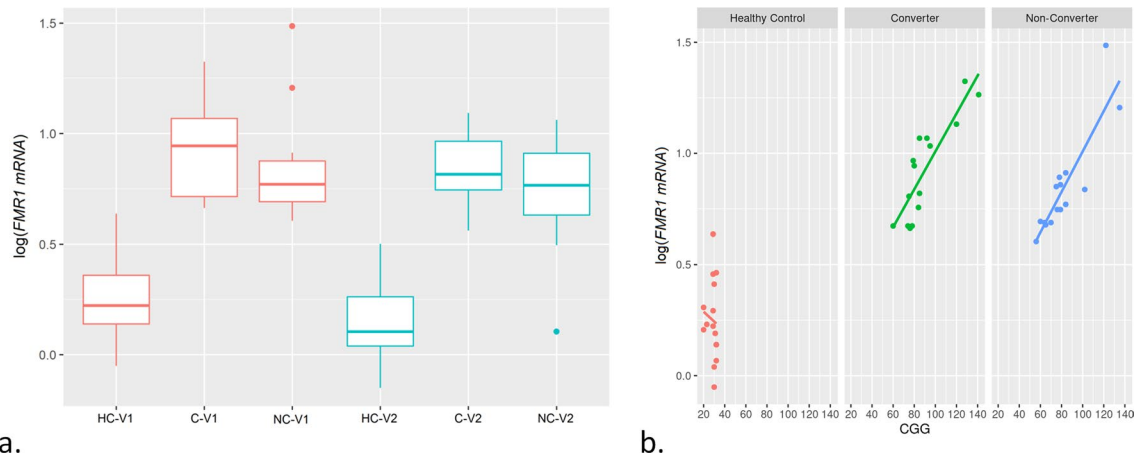 1.5
1.0
0.5
0.0
log(FMR1 mRNA)
HC-V1 C-V1 NC-V1 HC-V2 C-V2 NC-V2
a.
Healthy Control Converter Non-Converter
1.5
1.0
0.5
0.0
log(FMR1 mRNA)
20 40 60 80 100 120 140 20 40 60 80 100 120 140 20 40 60 80 100 120 140
CGG
b.